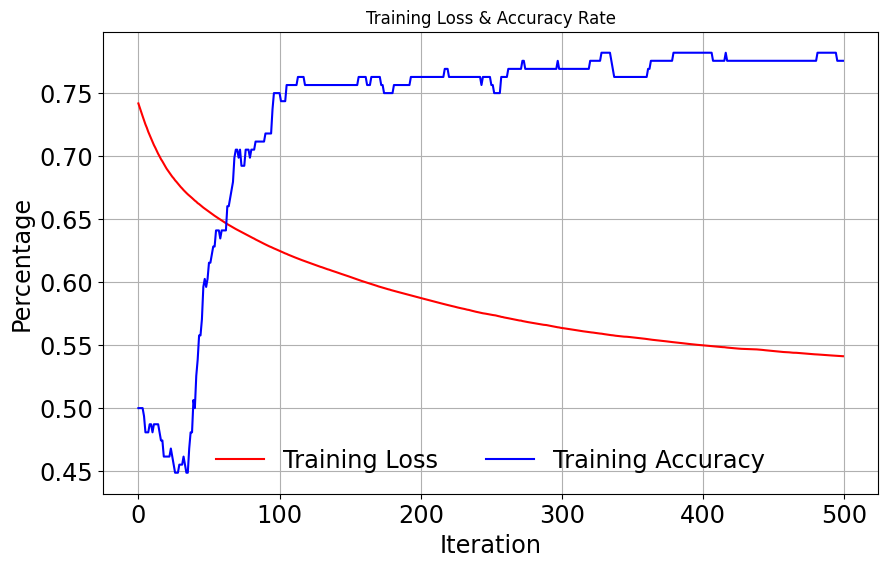 Training Loss & Accuracy Rate
Percentage
0.75
0.70
0.65
0.60
0.55
0.50
0.45
Training Loss Training Accuracy
0 100 200 300 400 500
Iteration